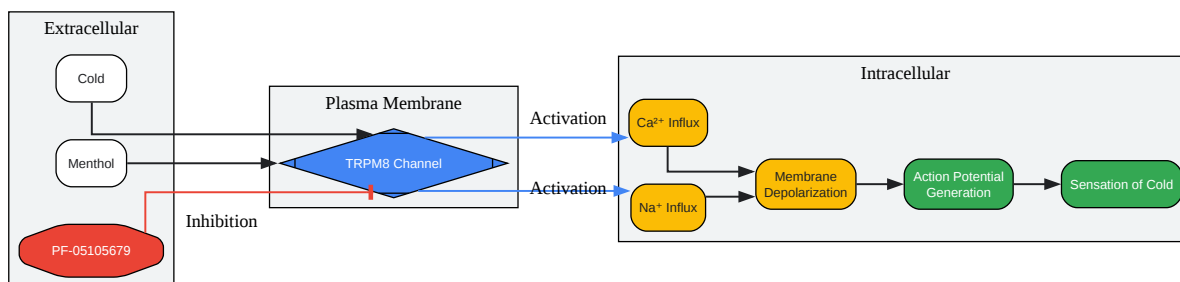 Extracellular
Cold
Menthol
PF-05105679
Inhibition
Plasma Membrane
TRPM8 Channel
Activation
Activation
Intracellular
Ca²⁺ Influx
Na⁺ Influx
Membrane
Depolarization
Action Potential
Generation
Sensation of Cold